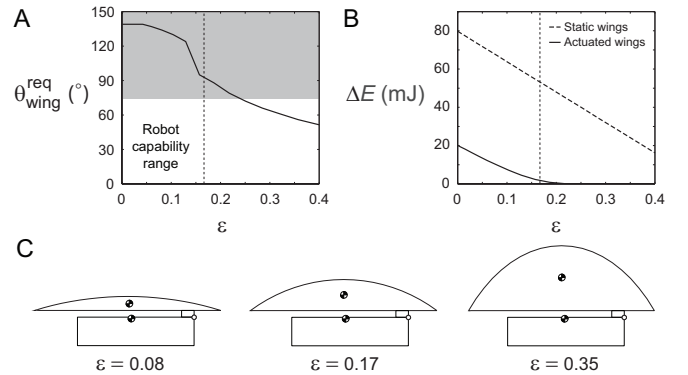 A
150
120
90
60
30
0
θ req wing (°)
Robot
capability
range
0 0.1 0.2 0.3 0.4
ε
B
80
60
40
20
0
ΔE (mJ)
Static wings
Actuated wings
0 0.1 0.2 0.3 0.4
ε
C
ε = 0.08 ε = 0.17 ε = 0.35